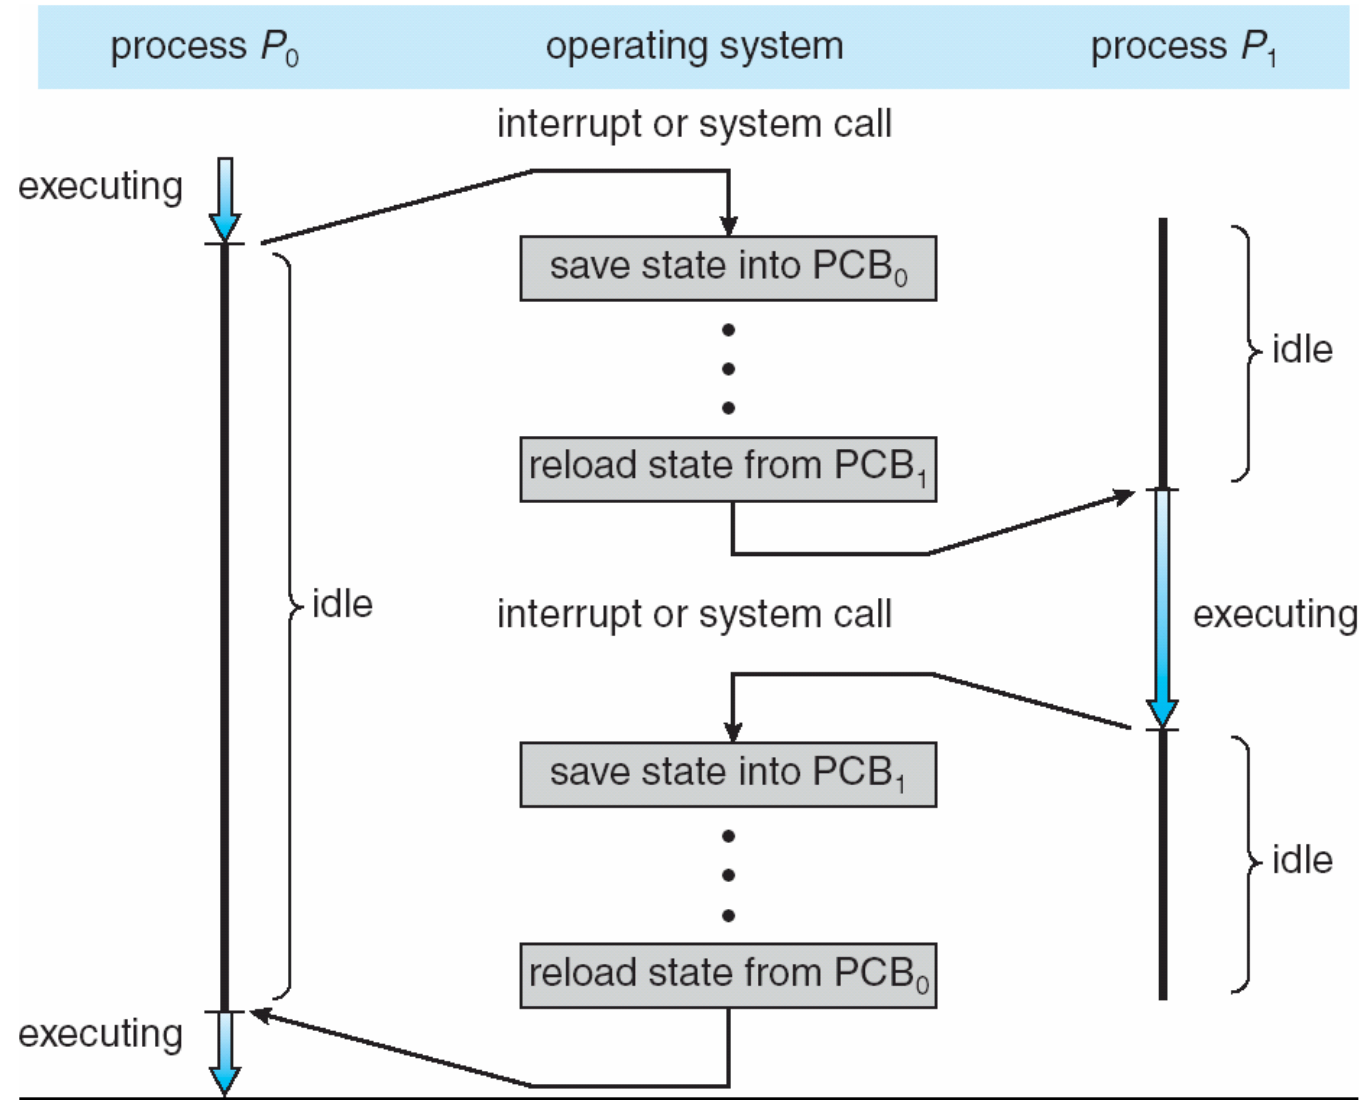 process P0 operating system process P1
interrupt or system call
executing
save state into PCB0
idle
reload state from PCB1
idle
interrupt or system call
executing
save state into PCB1
idle
reload state from PCB0
executing